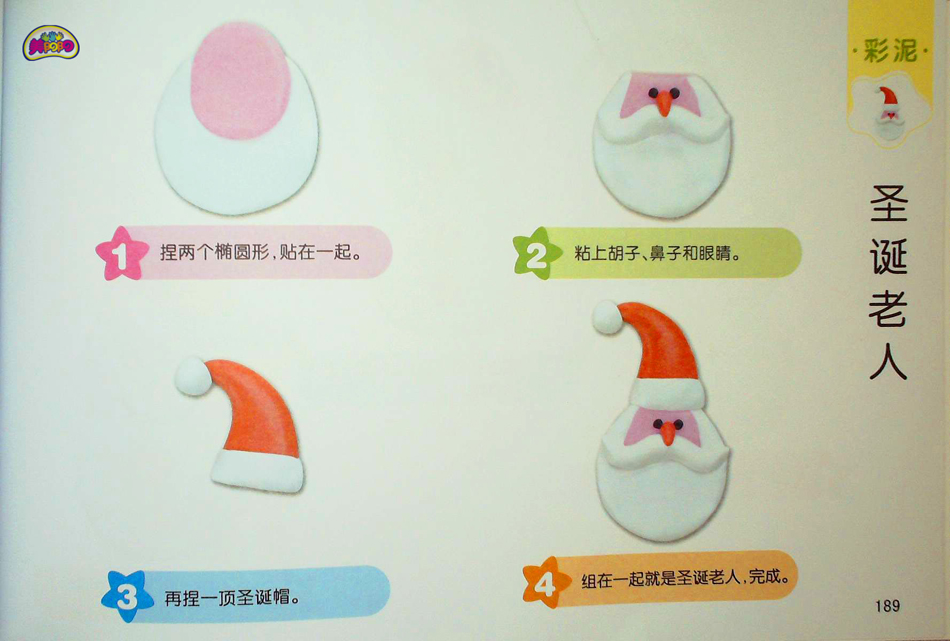 ·彩泥·
圣诞老人
1 捏两个椭圆形,贴在一起。
2 粘上胡子、鼻子和眼睛。
3 再捏一顶圣诞帽。
4 组在一起就是圣诞老人,完成。
189